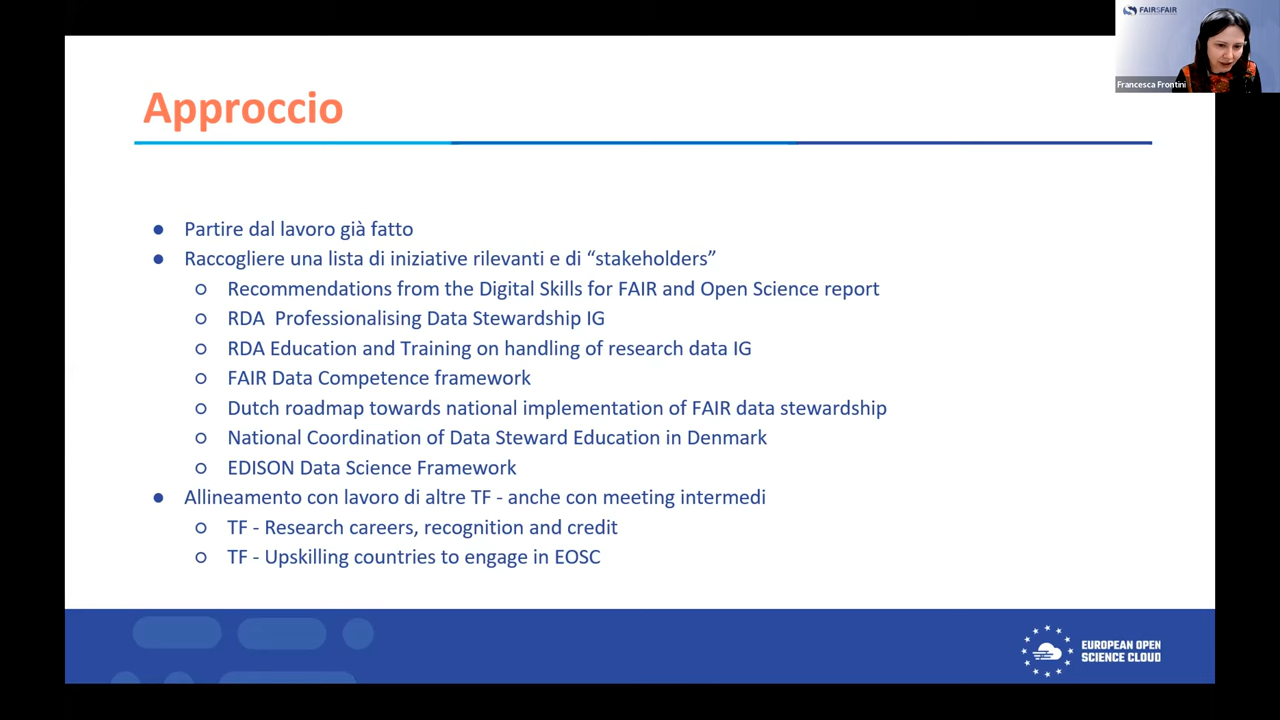 FAIRsFAIR
Francesca Frontini
Approccio
● Partire dal lavoro già fatto
● Raccogliere una lista di iniziative rilevanti e di “stakeholders”
○ Recommendations from the Digital Skills for FAIR and Open Science report
○ RDA  Professionalising Data Stewardship IG
○ RDA Education and Training on handling of research data IG
○ FAIR Data Competence framework
○ Dutch roadmap towards national implementation of FAIR data stewardship
○ National Coordination of Data Steward Education in Denmark
○ EDISON Data Science Framework
● Allineamento con lavoro di altre TF - anche con meeting intermedi
○ TF - Research careers, recognition and credit
○ TF - Upskilling countries to engage in EOSC
EUROPEAN OPEN
SCIENCE CLOUD